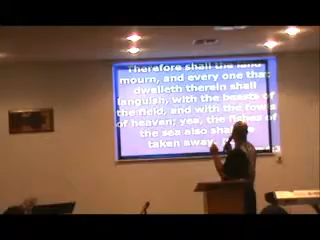 Therefore shall the land
mourn, and every one that
dwelleth therein shall
languish, with the beasts of
the field, and with the fowls
of heaven; yea, the fishes of
the sea also shall
taken away.